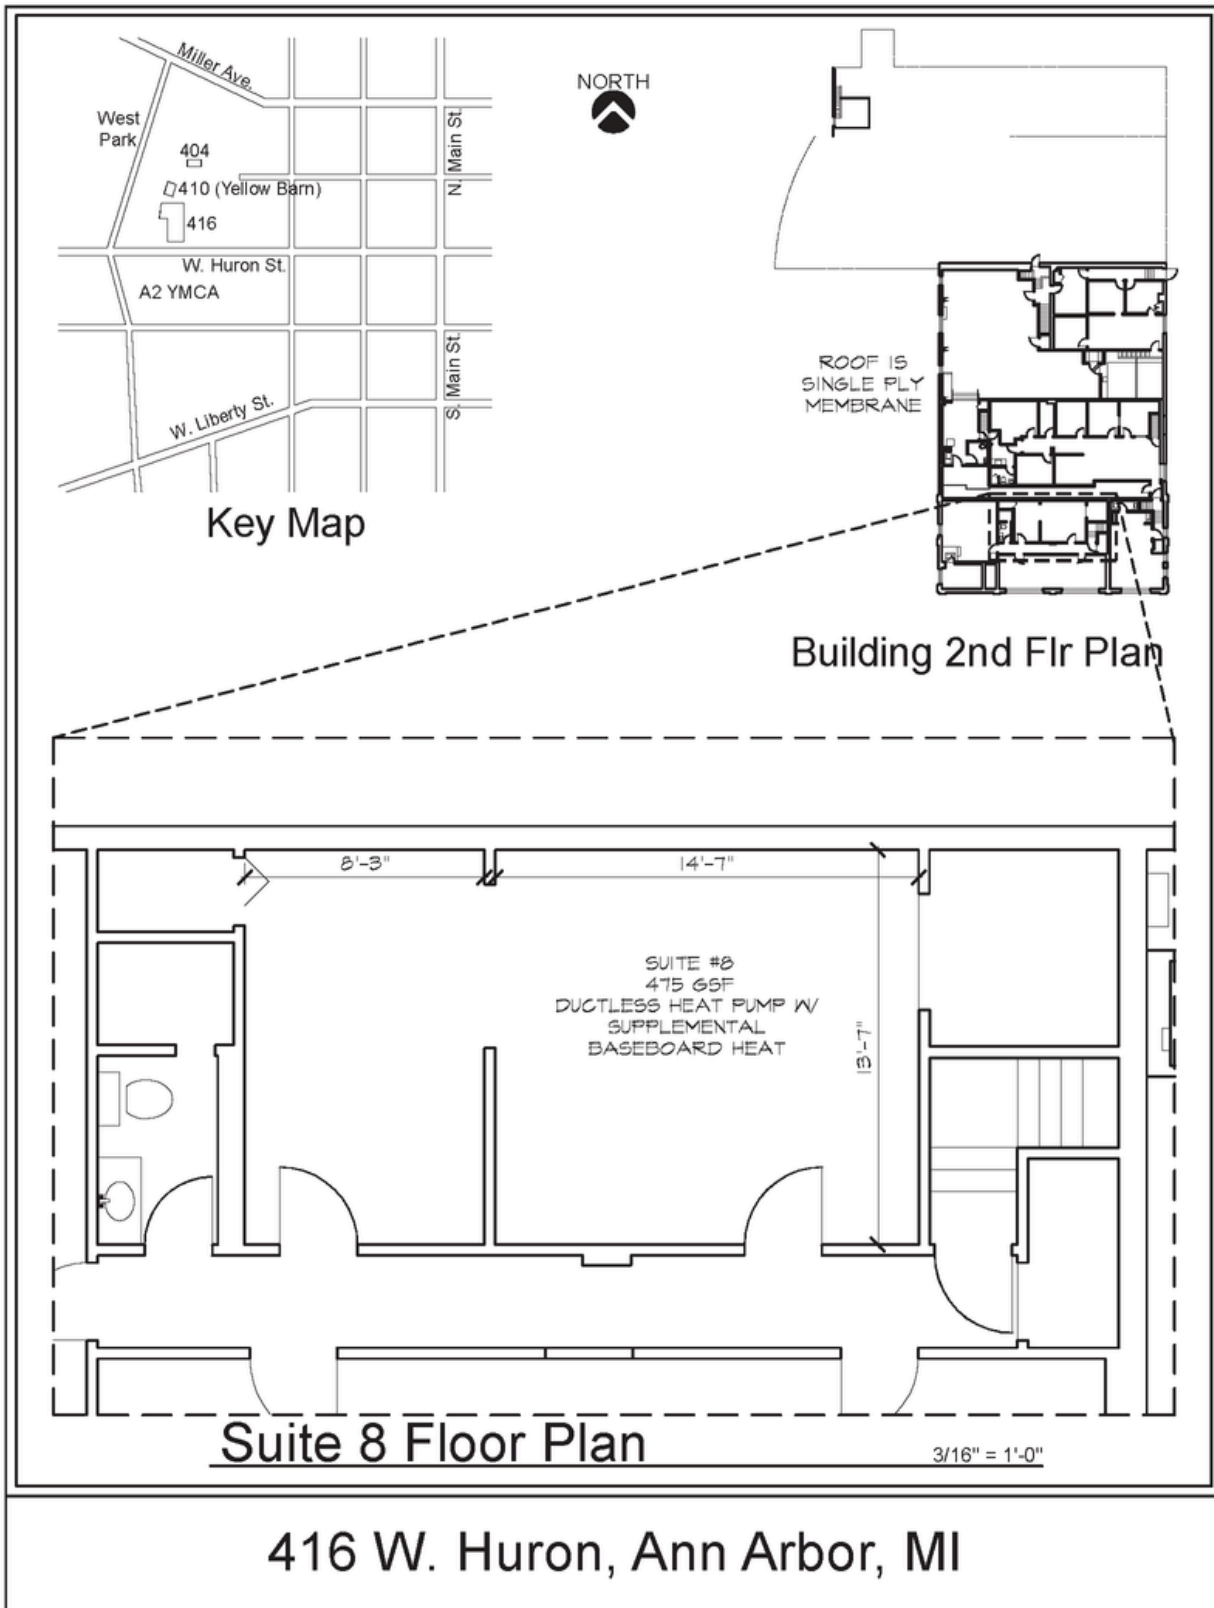 Miller Ave.
West
Park
404
410 (Yellow Barn)
416
N. Main St.
W. Huron St.
A2 YMCA
S. Main St.
W. Liberty St.
Key Map
NORTH
ROOF IS
SINGLE PLY
MEMBRANE
Building 2nd Flr Plan
8'-3"
14'-7"
SUITE #8
475 GSF
DUCTLESS HEAT PUMP W/
SUPPLEMENTAL
BASEBOARD HEAT
13'-7"
Suite 8 Floor Plan
3/16" = 1'-0"
416 W. Huron, Ann Arbor, MI